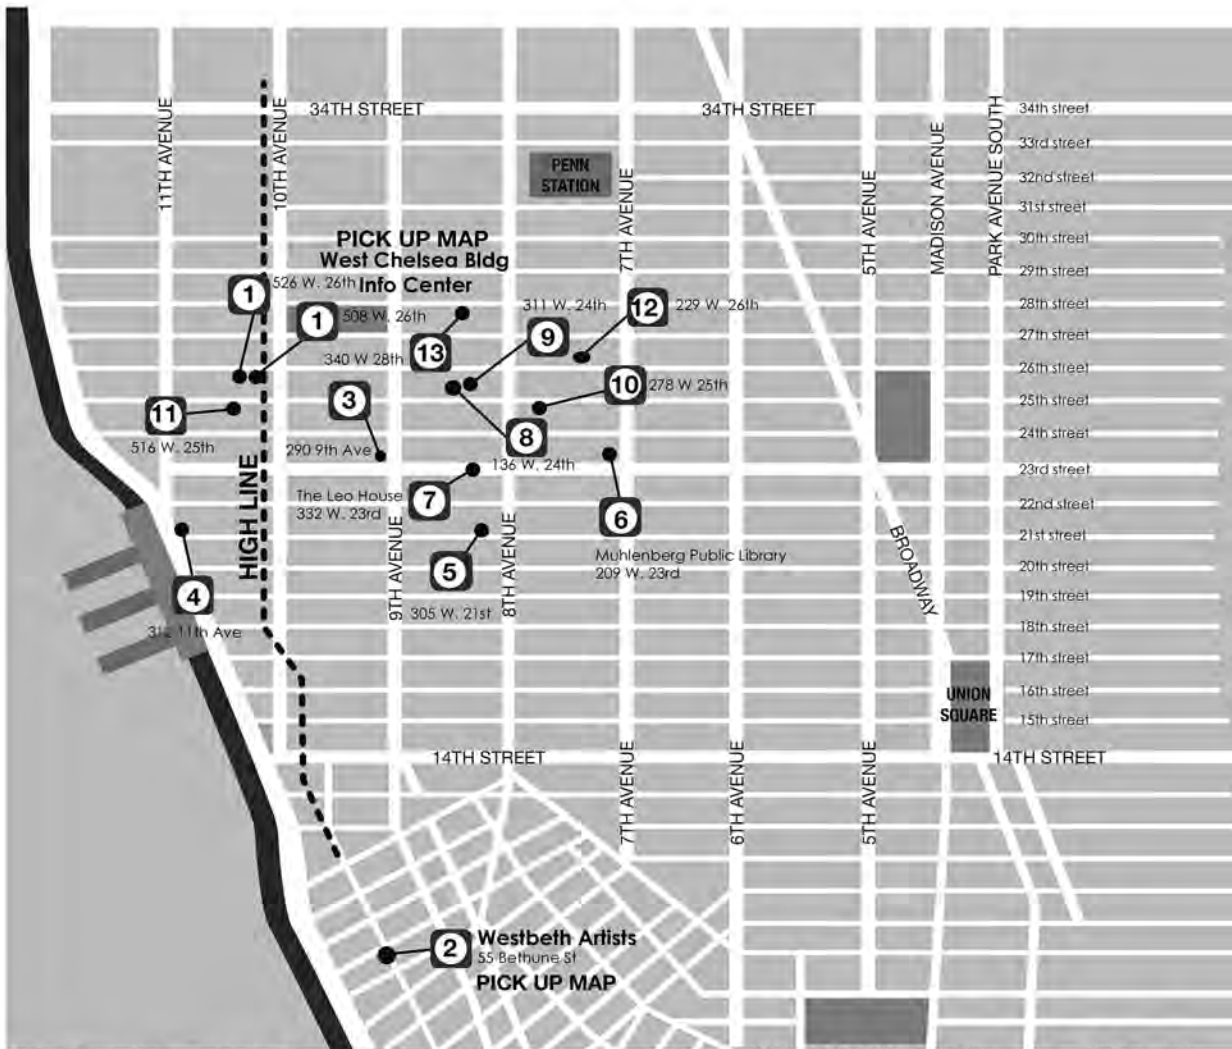 34TH STREET
34TH STREET
34th street
33rd street
32nd street
31st street
30th street
29th street
28th street
27th street
26th street
25th street
24th street
23rd street
22nd street
21st street
20th street
19th street
18th street
17th street
16th street
15th street
11TH AVENUE
10TH AVENUE
7TH AVENUE
5TH AVENUE
MADISON AVENUE
PARK AVENUE SOUTH
PENN
STATION
PICK UP MAP
West Chelsea Bldg
Info Center
1
526 W. 26th
1
508 W. 26th
13
340 W 28th
9
311 W. 24th
12
229 W. 26th
3
290 9th Ave
10
278 W 25th
11
516 W. 25th
8
136 W. 24th
HIGH LINE
7
The Leo House
332 W. 23rd
6
Muhlenberg Public Library
209 W. 23rd
5
305 W. 21st
4
11th Ave
9TH AVENUE
8TH AVENUE
BROADWAY
UNION
SQUARE
14TH STREET
14TH STREET
7TH AVENUE
6TH AVENUE
5TH AVENUE
2
Westbeth Artists
55 Bethune St
PICK UP MAP